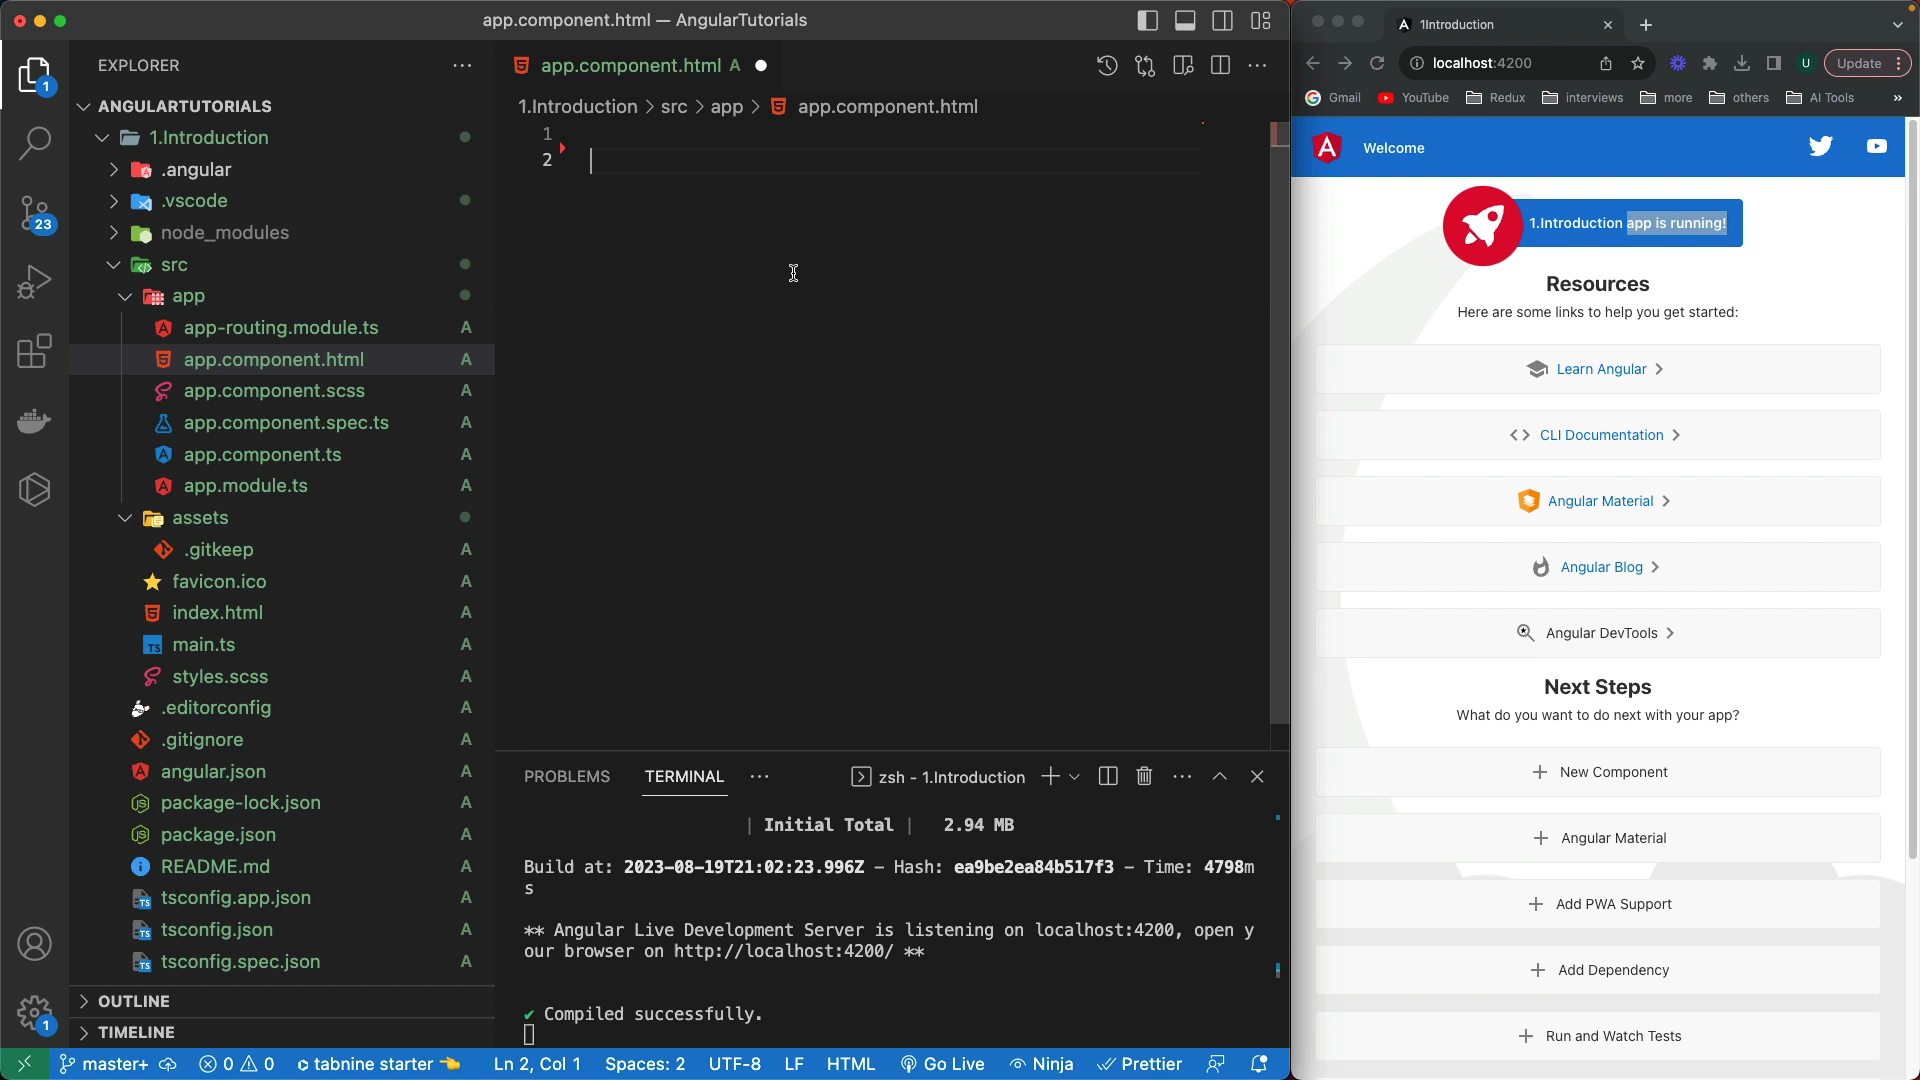 app.component.html — AngularTutorials
EXPLORER
ANGULARTUTORIALS
1.Introduction
.angular
.vscode
node_modules
src
app
app-routing.module.ts A
app.component.html A
app.component.scss A
app.component.spec.ts A
app.component.ts A
app.module.ts A
assets
.gitkeep A
favicon.ico A
index.html A
main.ts A
styles.scss A
.editorconfig A
.gitignore A
angular.json A
package-lock.json A
package.json A
README.md A
tsconfig.app.json A
tsconfig.json A
tsconfig.spec.json A
OUTLINE
TIMELINE
1
23
1
app.component.html A
1.Introduction > src > app > app.component.html
1
2
PROBLEMS TERMINAL zsh - 1.Introduction
| Initial Total | 2.94 MB
Build at: 2023-08-19T21:02:23.996Z - Hash: ea9be2ea84b517f3 - Time: 4798m
s
** Angular Live Development Server is listening on localhost:4200, open y
our browser on http://localhost:4200/ **
✔ Compiled successfully.
master+ 0 0 tabnine starter Ln 2, Col 1 Spaces: 2 UTF-8 LF HTML Go Live Ninja Prettier
1Introduction
localhost:4200 U Update
Gmail YouTube Redux interviews more others AI Tools »
Welcome
1.Introduction app is running!
Resources
Here are some links to help you get started:
Learn Angular
CLI Documentation
Angular Material
Angular Blog
Angular DevTools
Next Steps
What do you want to do next with your app?
New Component
Angular Material
Add PWA Support
Add Dependency
Run and Watch Tests